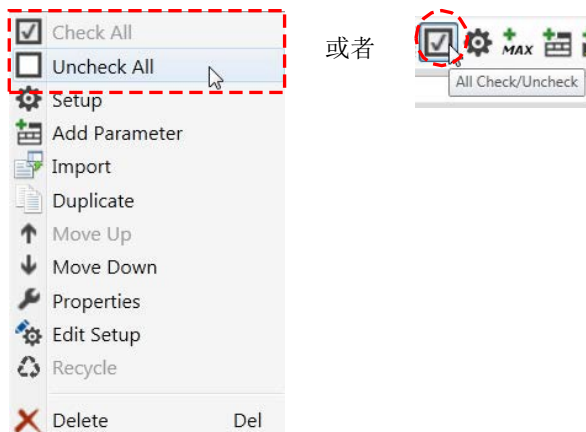 Check All
Uncheck All
Setup
Add Parameter
Import
Duplicate
Move Up
Move Down
Properties
Edit Setup
Recycle
Delete Del
或者
MAX
All Check/Uncheck